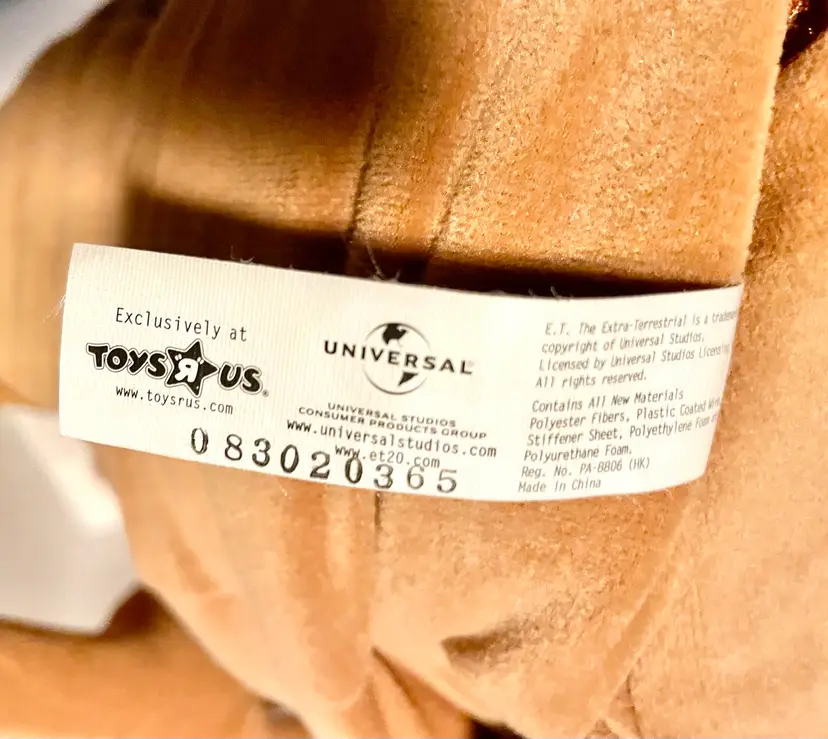 Exclusively at
TOYS R US®
www.toysrus.com
UNIVERSAL
UNIVERSAL STUDIOS
CONSUMER PRODUCTS GROUP
www.universalstudios.com
www.et20.com
083020365
E.T. The Extra-Terrestrial is a
copyright of Universal Studios.
Licensed by Universal Studios
All rights reserved.
Contains All New Materials
Polyester Fibers, Plastic Coated
Stiffener Sheet, Polyethylene Foam
Polyurethane Foam.
Reg. No. PA-8806 (HK)
Made in China